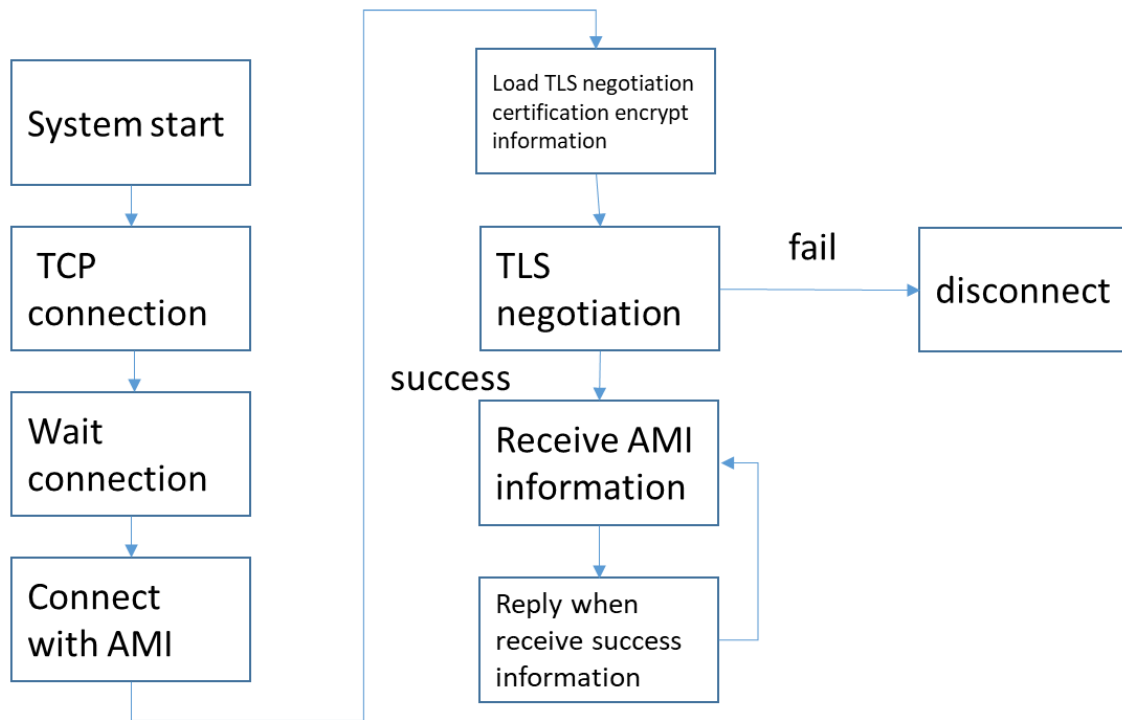 System start
TCP
connection
Wait
connection
Connect
with AMI
Load TLS negotiation
certification encrypt
information
TLS
negotiation
fail
disconnect
success
Receive AMI
information
Reply when
receive success
information